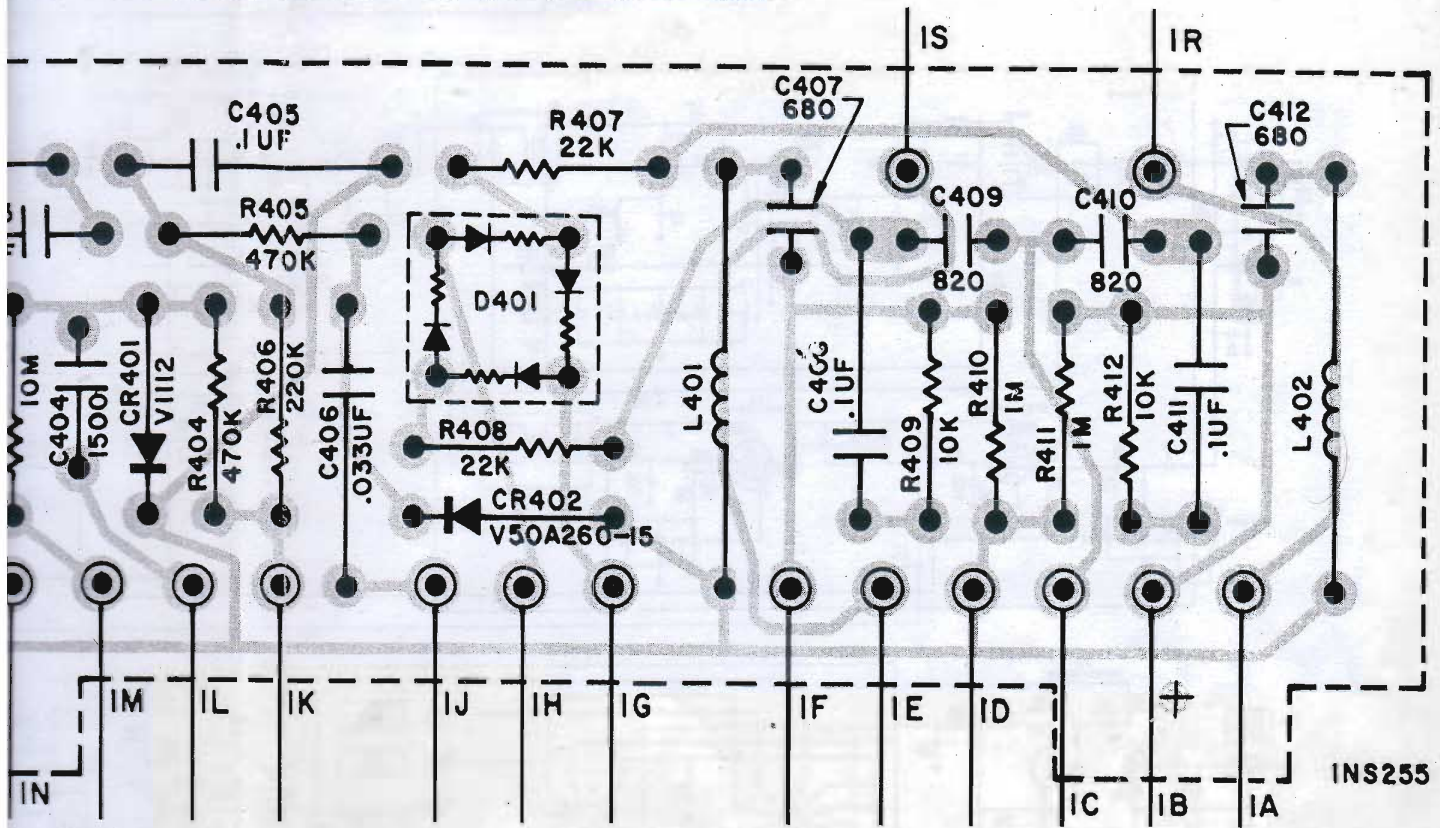 IS
IR
C407
680
C412
680
C405
.1UF
R407
22K
C409
820
C410
820
R405
470K
D401
10M
C404
1500
CR401
V1112
R404
470K
R406
220K
C406
.033UF
R408
22K
CR402
V50A260-15
L401
.1UF
R409
10K
R410
1M
R411
1M
R412
10K
C411
.1UF
L402
IN
IM
IL
IK
IJ
IH
IG
IF
IE
ID
IC
IB
IA
INS255